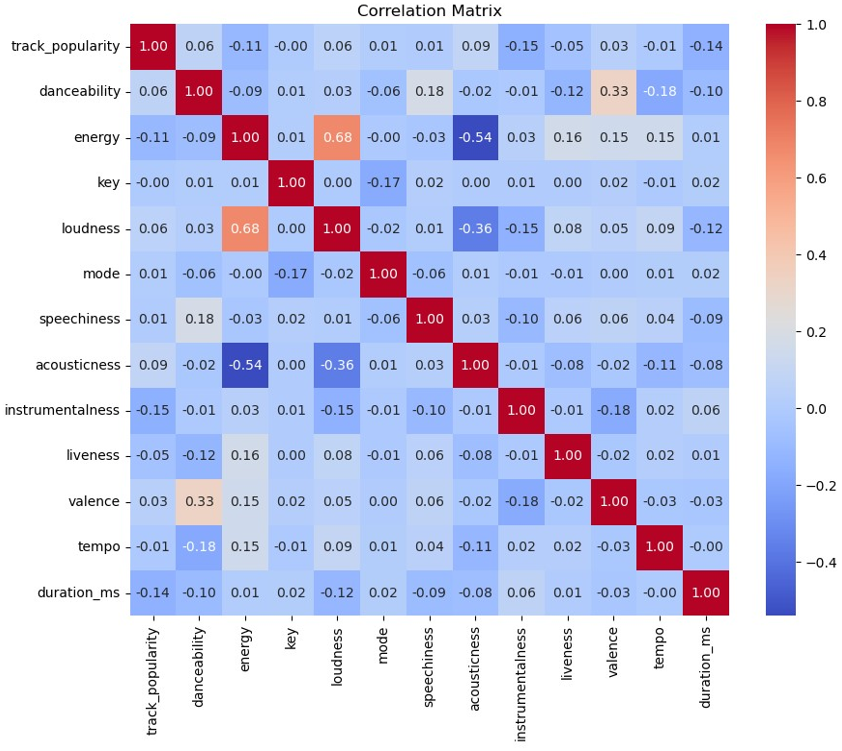 Correlation Matrix
track_popularity 1.00 0.06 -0.11 -0.00 0.06 0.01 0.01 0.09 -0.15 -0.05 0.03 -0.01 -0.14
danceability 0.06 1.00 -0.09 0.01 0.03 -0.06 0.18 -0.02 -0.01 -0.12 0.33 -0.18 -0.10
energy -0.11 -0.09 1.00 0.01 0.68 -0.00 -0.03 -0.54 0.03 0.16 0.15 0.15 0.01
key -0.00 0.01 0.01 1.00 0.00 -0.17 0.02 0.00 0.01 0.00 0.02 -0.01 0.02
loudness 0.06 0.03 0.68 0.00 1.00 -0.02 0.01 -0.36 -0.15 0.08 0.05 0.09 -0.12
mode 0.01 -0.06 -0.00 -0.17 -0.02 1.00 -0.06 0.01 -0.01 -0.01 0.00 0.01 0.02
speechiness 0.01 0.18 -0.03 0.02 0.01 -0.06 1.00 0.03 -0.10 0.06 0.06 0.04 -0.09
acousticness 0.09 -0.02 -0.54 0.00 -0.36 0.01 0.03 1.00 -0.01 -0.08 -0.02 -0.11 -0.08
instrumentalness -0.15 -0.01 0.03 0.01 -0.15 -0.01 -0.10 -0.01 1.00 -0.01 -0.18 0.02 0.06
liveness -0.05 -0.12 0.16 0.00 0.08 -0.01 0.06 -0.08 -0.01 1.00 -0.02 0.02 0.01
valence 0.03 0.33 0.15 0.02 0.05 0.00 0.06 -0.02 -0.18 -0.02 1.00 -0.03 -0.03
tempo -0.01 -0.18 0.15 -0.01 0.09 0.01 0.04 -0.11 0.02 0.02 -0.03 1.00 -0.00
duration_ms -0.14 -0.10 0.01 0.02 -0.12 0.02 -0.09 -0.08 0.06 0.01 -0.03 -0.00 1.00
track_popularity danceability energy key loudness mode speechiness acousticness instrumentalness liveness valence tempo duration_ms
1.0
0.8
0.6
0.4
0.2
0.0
−0.2
−0.4